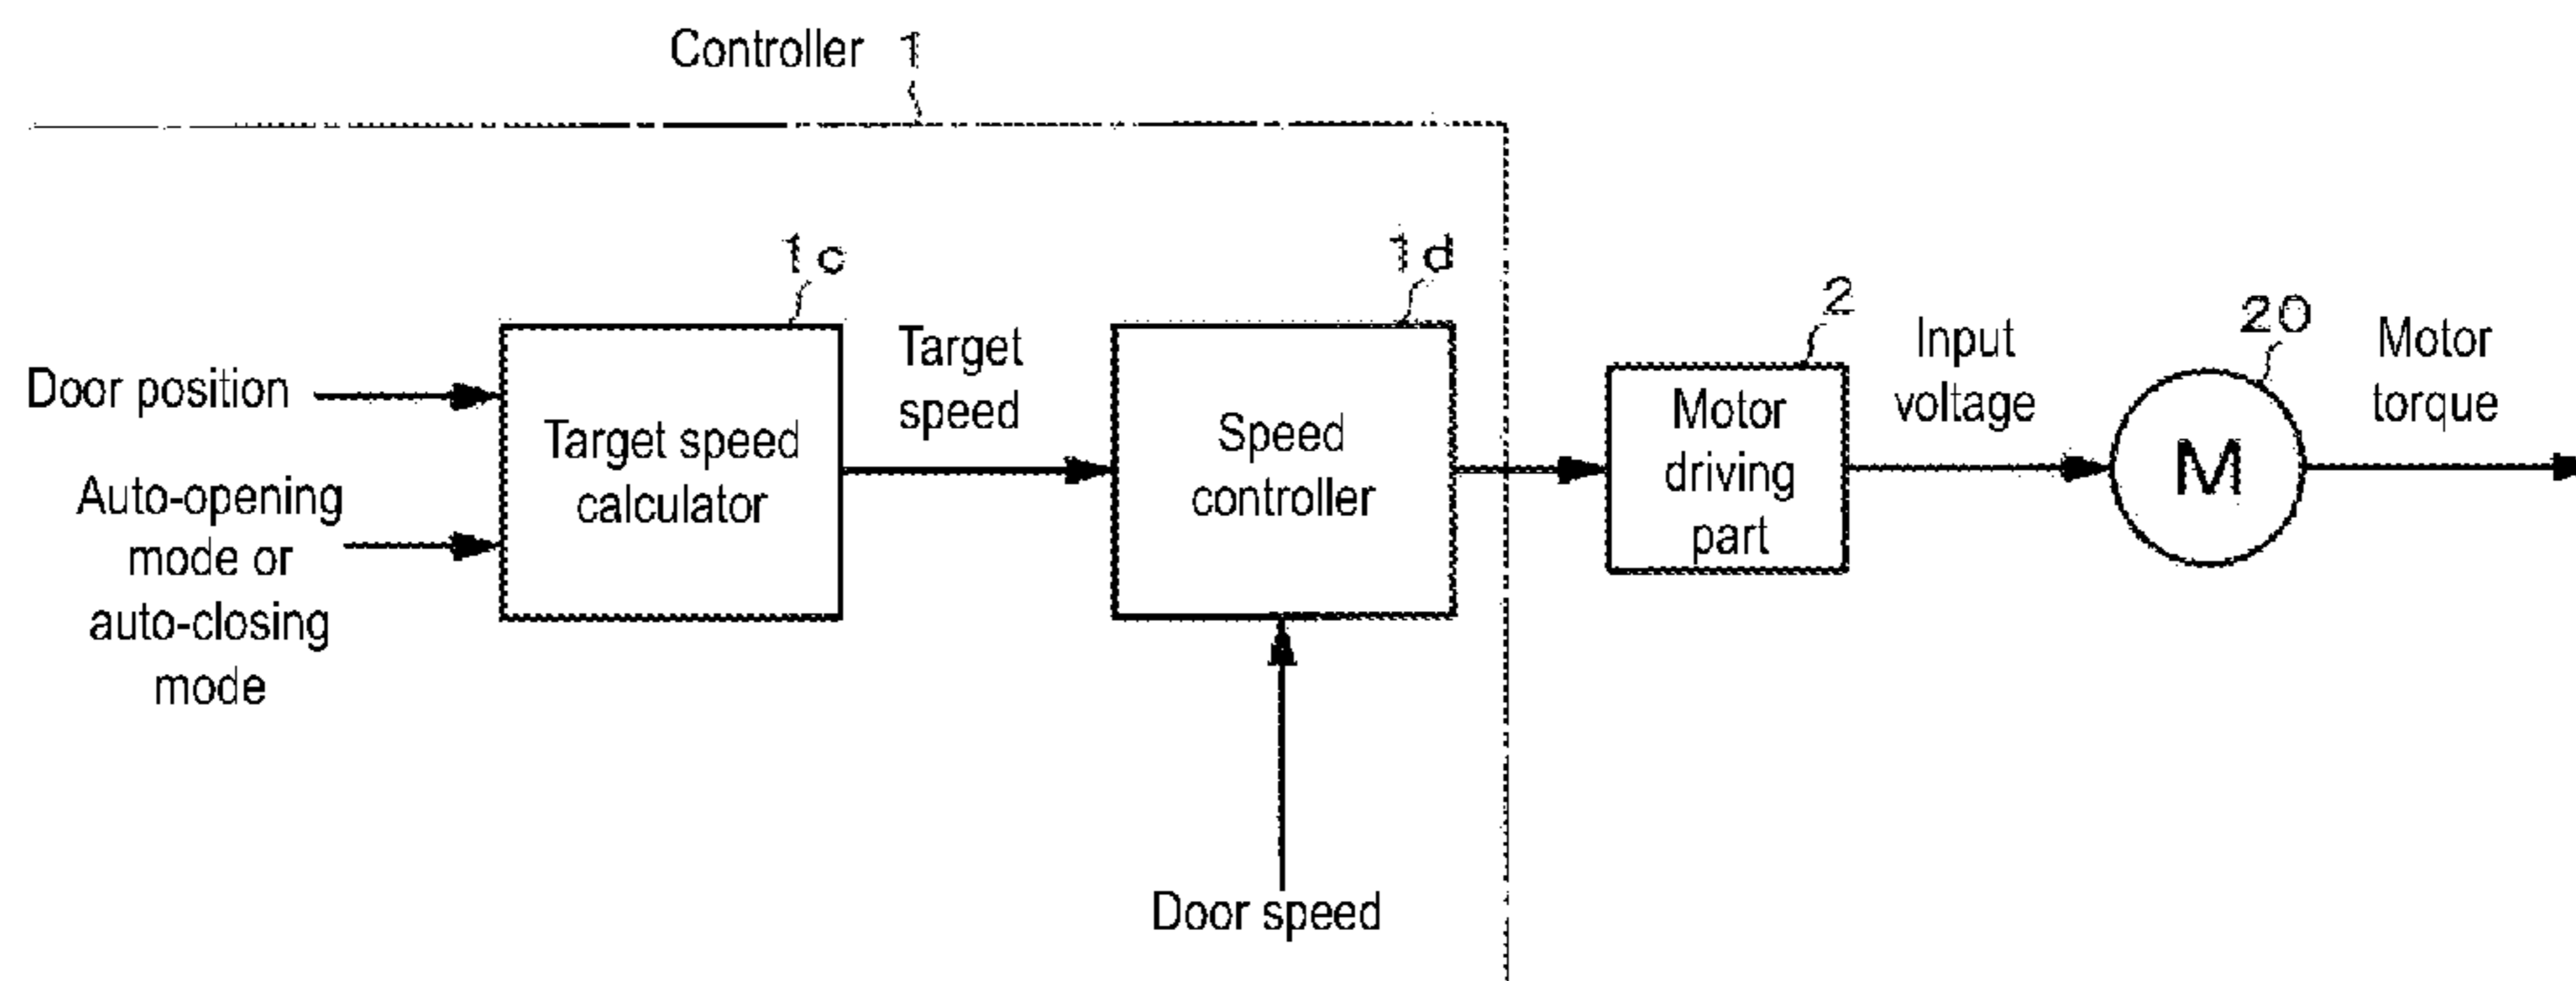 Controller 1
1c
1d
2
20
Door position
Auto-opening
mode or
auto-closing
mode
Target speed
calculator
Target
speed
Speed
controller
Door speed
Motor
driving
part
Input
voltage
M
Motor
torque